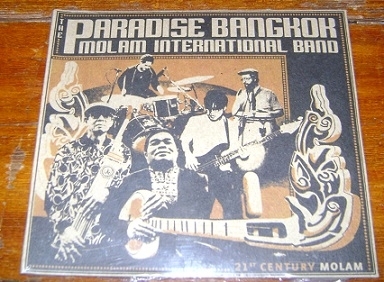 THE PARADISE BANGKOK
MOLAM INTERNATIONAL BAND
21ST CENTURY MOLAM